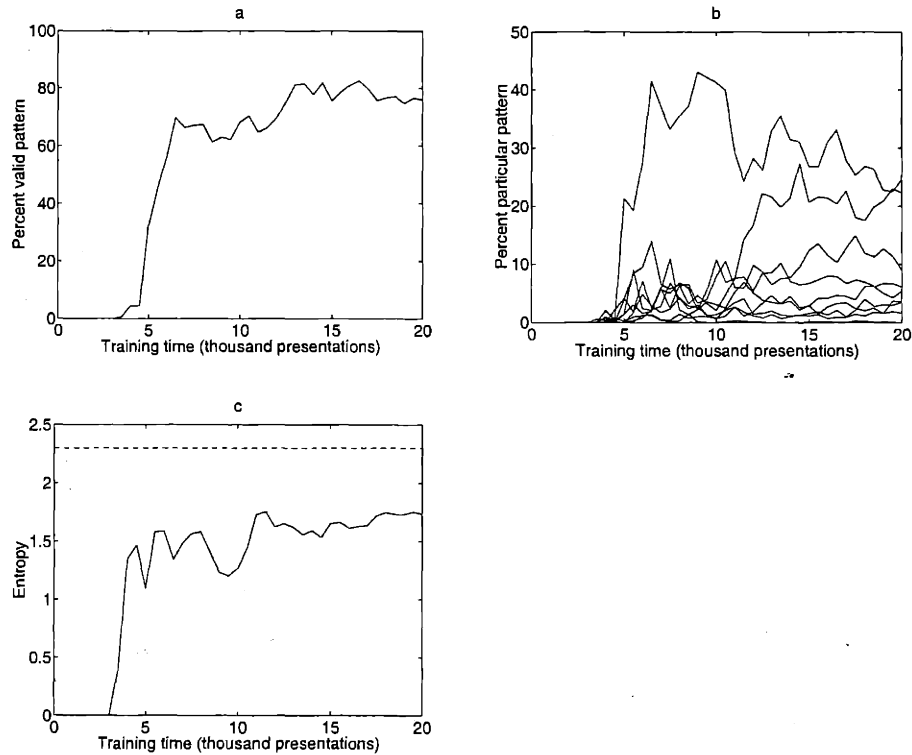 a
100
80
60
40
20
0
Percent valid pattern
0 5 10 15 20
Training time (thousand presentations)
b
50
40
30
20
10
0
Percent particular pattern
0 5 10 15 20
Training time (thousand presentations)
c
2.5
2
1.5
1
0.5
0
Entropy
0 5 10 15 20
Training time (thousand presentations)